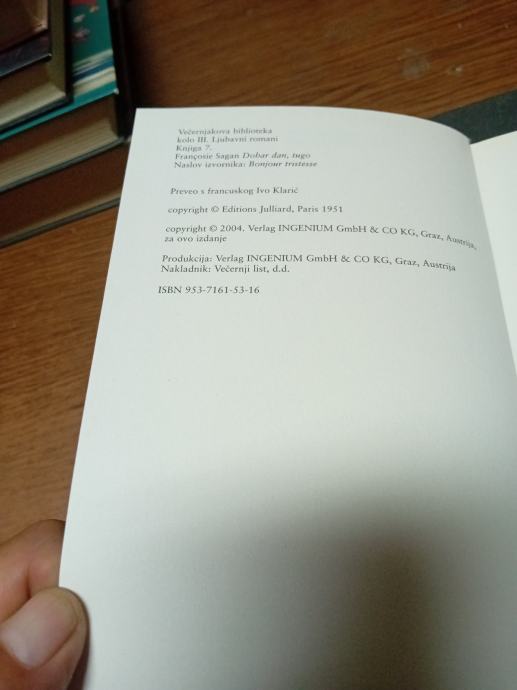 Večernjakova biblioteka
kolo III. Ljubavni romani
Knjiga 7.
Françosie Sagan Dobar dan, tugo
Naslov izvornika: Bonjour tristesse
Preveo s francuskog Ivo Klarić
copyright © Editions Julliard, Paris 1951
copyright © 2004. Verlag INGENIUM GmbH & CO KG, Graz, Austrija,
za ovo izdanje
Produkcija: Verlag INGENIUM GmbH & CO KG, Graz, Austrija
Nakladnik: Večernji list, d.d.
ISBN 953-7161-53-16